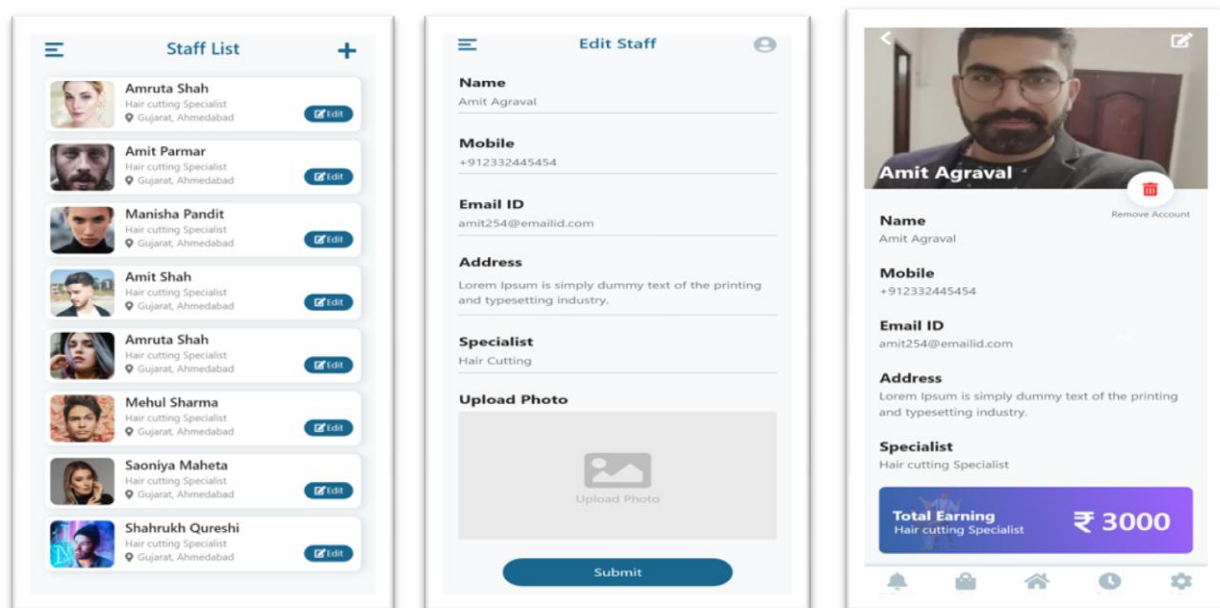 Staff List
Amruta Shah
Hair cutting Specialist
Gujarat, Ahmedabad
Edit
Amit Parmar
Hair cutting Specialist
Gujarat, Ahmedabad
Edit
Manisha Pandit
Hair cutting Specialist
Gujarat, Ahmedabad
Edit
Amit Shah
Hair cutting Specialist
Gujarat, Ahmedabad
Edit
Amruta Shah
Hair cutting Specialist
Gujarat, Ahmedabad
Edit
Mehul Sharma
Hair cutting Specialist
Gujarat, Ahmedabad
Edit
Saoniya Maheta
Hair cutting Specialist
Gujarat, Ahmedabad
Edit
Shahrukh Qureshi
Hair cutting Specialist
Gujarat, Ahmedabad
Edit
Edit Staff
Name
Amit Agraval
Mobile
+912332445454
Email ID
amit254@emailid.com
Address
Lorem Ipsum is simply dummy text of the printing
and typesetting industry.
Specialist
Hair Cutting
Upload Photo
Upload Photo
Submit
Amit Agraval
Remove Account
Name
Amit Agraval
Mobile
+912332445454
Email ID
amit254@emailid.com
Address
Lorem Ipsum is simply dummy text of the printing
and typesetting industry.
Specialist
Hair cutting Specialist
Total Earning
Hair cutting Specialist
₹ 3000